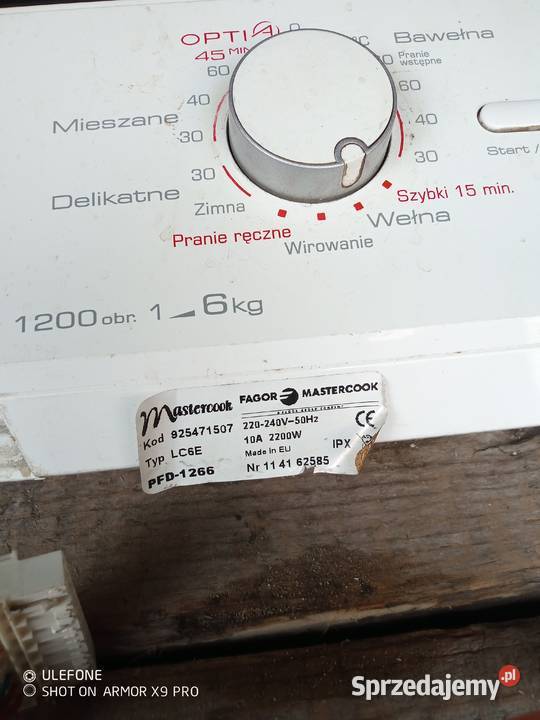 OPTIA
45 MIN
0
Bawełna
Pranie
wstępne
60
60
40
40
Mieszane
30
30
30
Delikatne
Zimna
Szybki 15 min.
Wełna
Pranie ręczne
Wirowanie
Start /
1200 obr. 1 6 kg
Mastercook FAGOR MASTERCOOK
Kod 925471507 220-240V~50Hz CE
Typ LC6E 10A 2200W IPX
Made in EU
PFD-1266 Nr 11 41 62585
ULEFONE
SHOT ON ARMOR X9 PRO
Sprzedajemy.pl